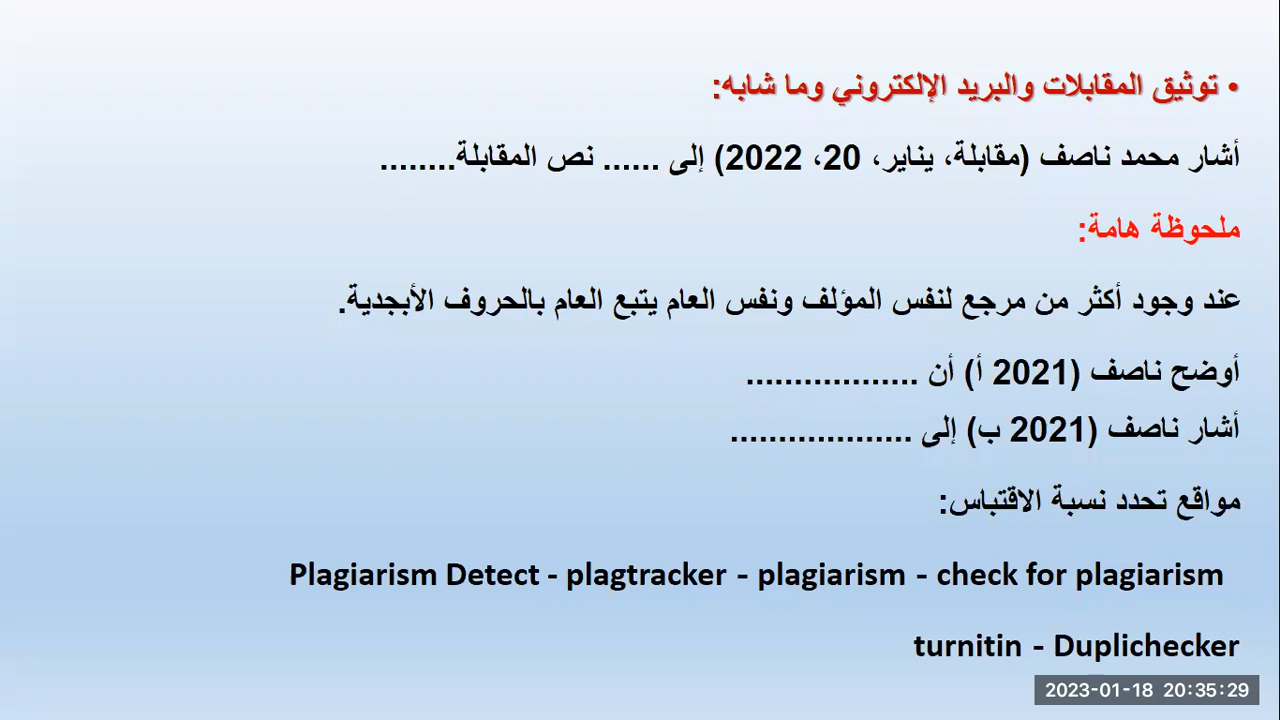 • توثيق المقابلات والبريد الإلكتروني وما شابه:
أشار محمد ناصف (مقابلة، يناير، 20، 2022) إلى ...... نص المقابلة........
ملحوظة هامة:
عند وجود أكثر من مرجع لنفس المؤلف ونفس العام يتبع العام بالحروف الأبجدية.
أوضح ناصف (2021 أ) أن ..................
أشار ناصف (2021 ب) إلى ...................
مواقع تحدد نسبة الاقتباس:
Plagiarism Detect - plagtracker - plagiarism - check for plagiarism
turnitin - Duplichecker
2023-01-18 20:35:29